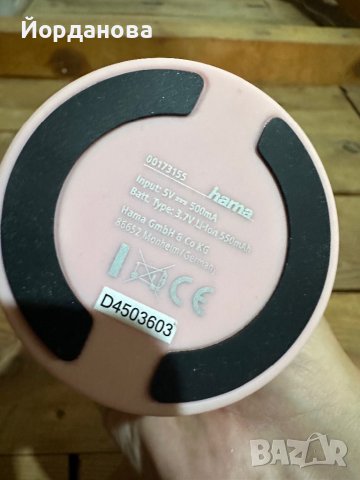 Йорданова
00173155
hama
Input: 5V⎓500mA
Batt. Type: 3.7V Li-Ion 550mAh
Hama GmbH & Co KG
86652 Monheim/Germany
CE
D4503603
BAZAR